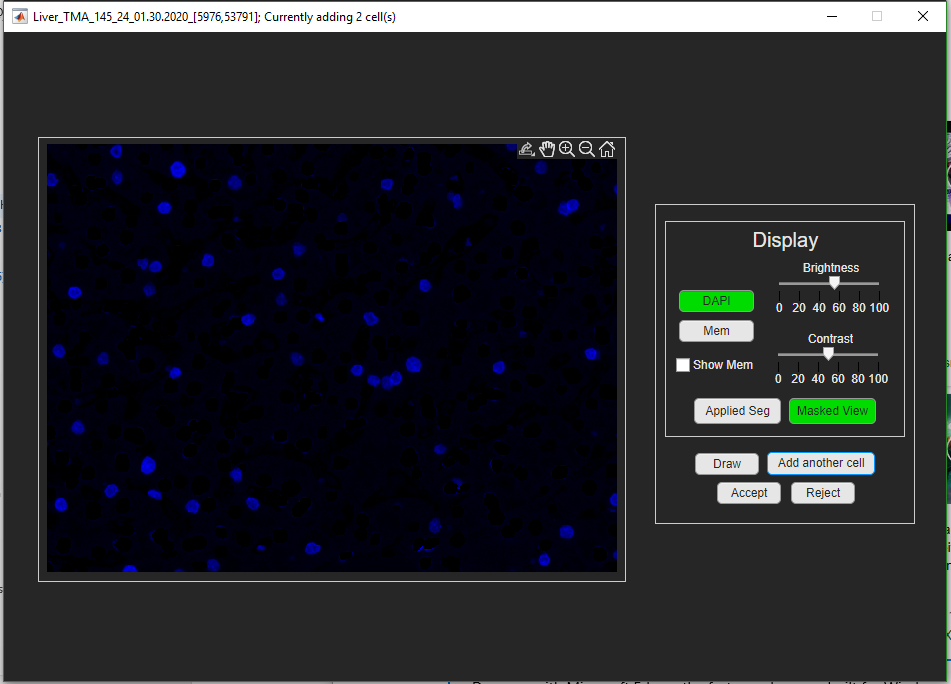 Liver_TMA_145_24_01.30.2020_[5976,53791]; Currently adding 2 cell(s)
Display
Brightness
DAPI
0 20 40 60 80 100
Mem
Contrast
Show Mem
0 20 40 60 80 100
Applied Seg Masked View
Draw Add another cell
Accept Reject